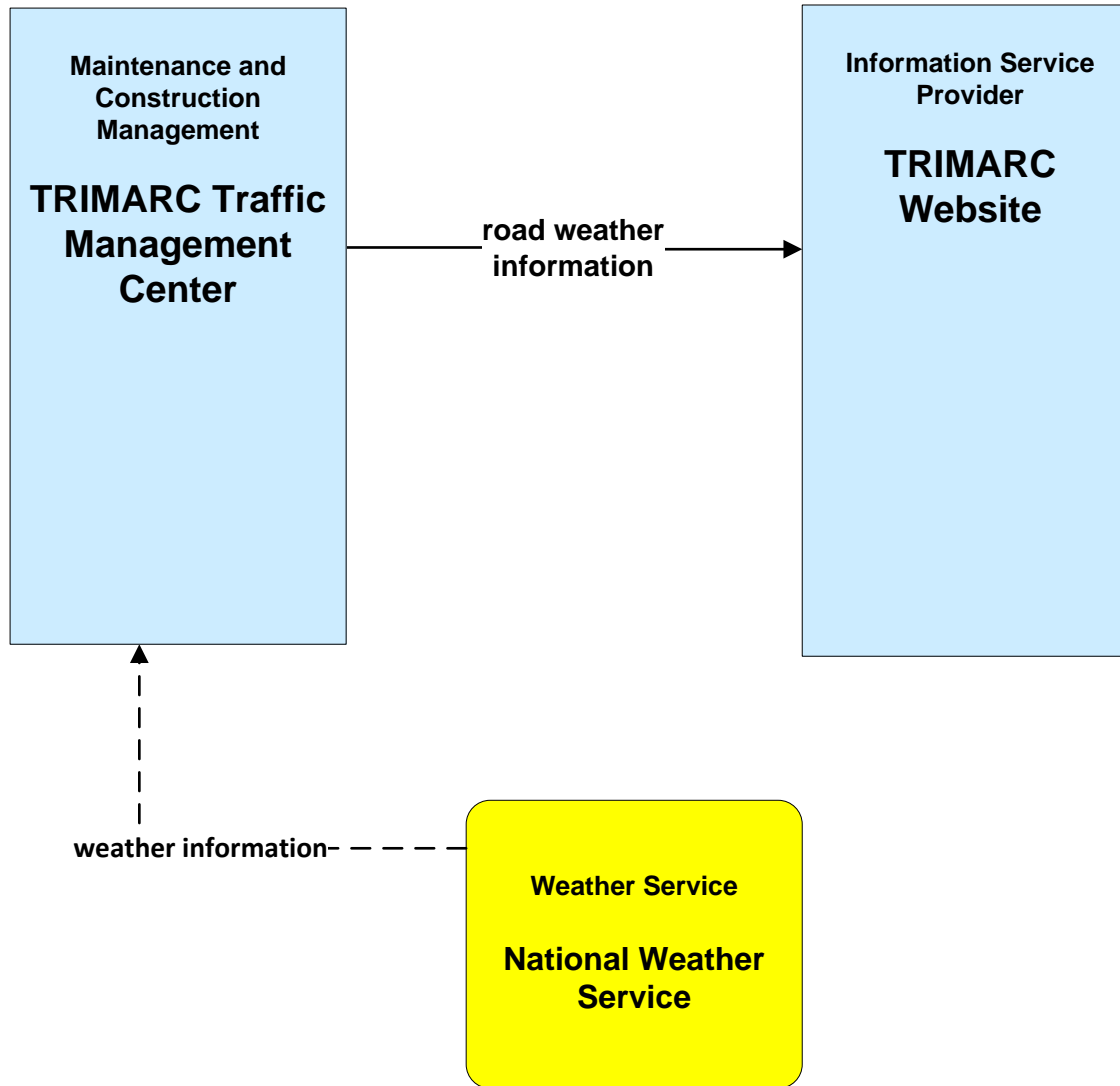 Maintenance and
Construction
Management
TRIMARC Traffic
Management
Center
road weather
information
Information Service
Provider
TRIMARC
Website
weather information
Weather Service
National Weather
Service